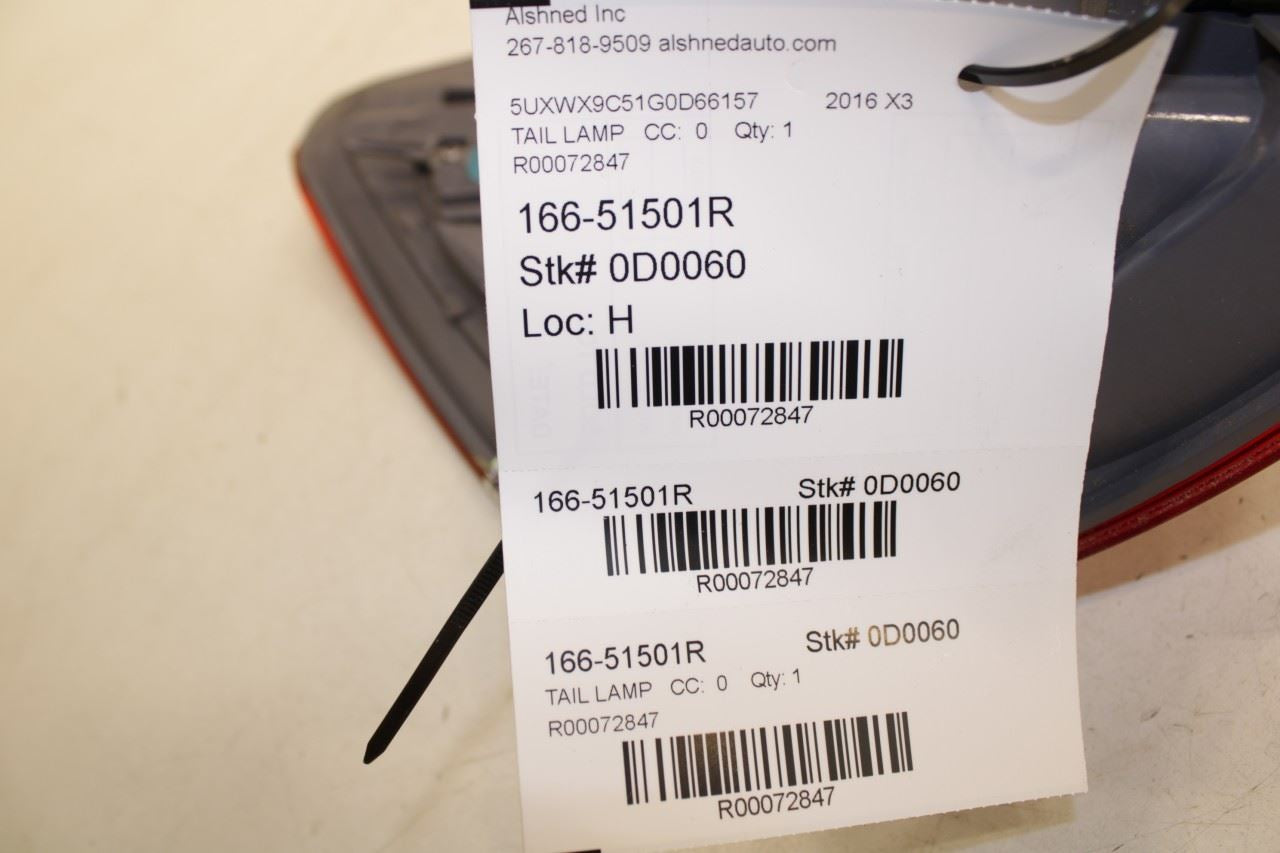 Alshned Inc
267-818-9509 alshnedauto.com
5UXWX9C51G0D66157 2016 X3
TAIL LAMP CC: 0 Qty: 1
R00072847
166-51501R
Stk# 0D0060
Loc: H
R00072847
166-51501R Stk# 0D0060
R00072847
166-51501R Stk# 0D0060
TAIL LAMP CC: 0 Qty: 1
R00072847
R00072847